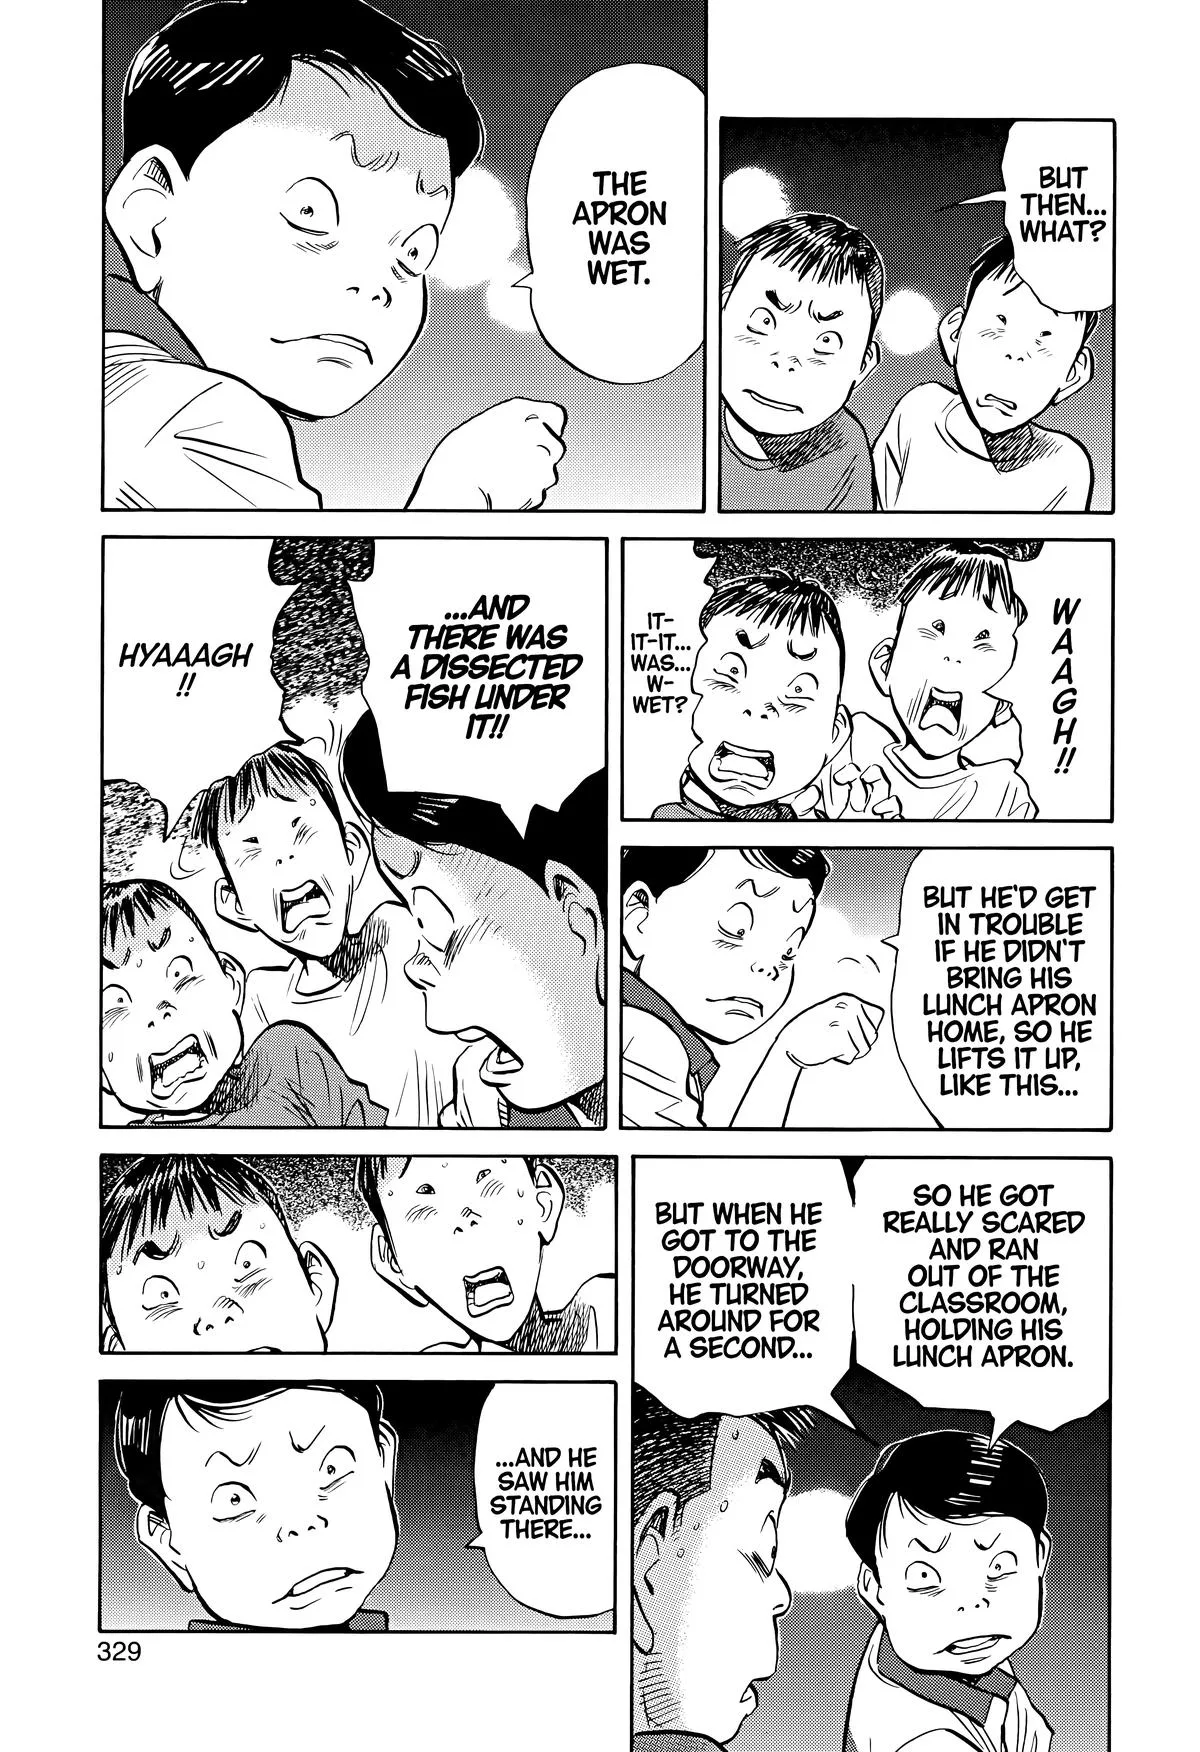 BUT
THEN...
WHAT?
THE
APRON
WAS
WET.
WAAGH!!
IT-
IT-IT...
WAS...
W-
WET?
BUT HE'D GET
IN TROUBLE
IF HE DIDN'T
BRING HIS
LUNCH APRON
HOME, SO HE
LIFTS IT UP,
LIKE THIS...
...AND
THERE WAS
A DISSECTED
FISH UNDER
IT!!
HYAAAGH
!!
SO HE GOT
REALLY SCARED
AND RAN
OUT OF THE
CLASSROOM,
HOLDING HIS
LUNCH APRON.
BUT WHEN HE
GOT TO THE
DOORWAY,
HE TURNED
AROUND FOR
A SECOND...
...AND HE
SAW HIM
STANDING
THERE...
329